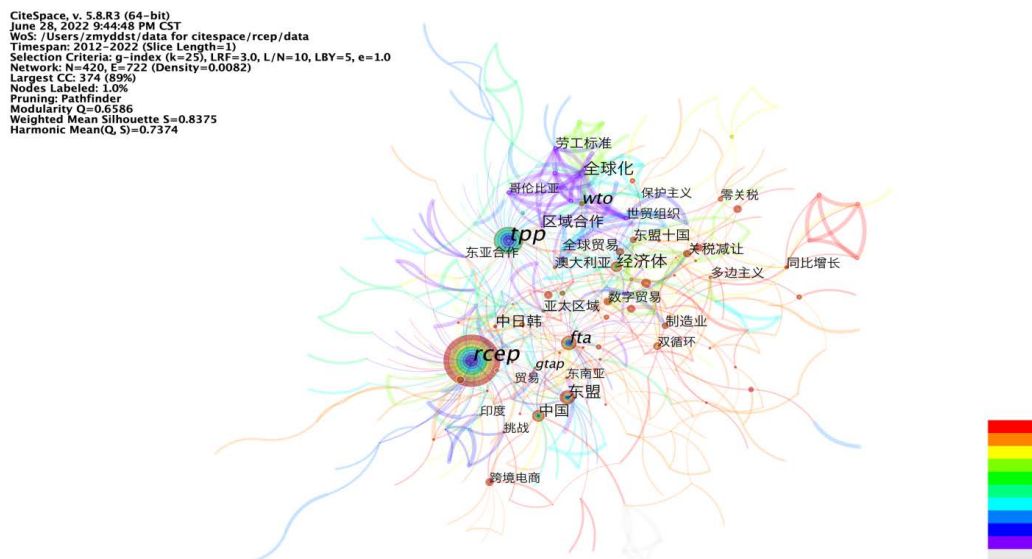 CiteSpace, v. 5.8.R3 (64-bit)
June 28, 2022 9:44:48 PM CST
WoS: /Users/zmyddst/data for citespace/rcep/data
Timespan: 2012-2022 (Slice Length=1)
Selection Criteria: g-index (k=25), LRF=3.0, L/N=10, LBY=5, e=1.0
Network: N=420, E=722 (Density=0.0082)
Largest CC: 374 (89%)
Nodes Labeled: 1.0%
Pruning: Pathfinder
Modularity Q=0.6586
Weighted Mean Silhouette S=0.8375
Harmonic Mean(Q, S)=0.7374
劳工标准
全球化
哥伦比亚
wto
保护主义
零关税
区域合作
世贸组织
tpp
东盟十国
东亚合作
全球贸易
关税减让
澳大利亚
经济体
同比增长
多边主义
亚太区域
数字贸易
中日韩
制造业
fta
双循环
rcep
gtap
贸易
东南亚
东盟
印度
中国
挑战
跨境电商